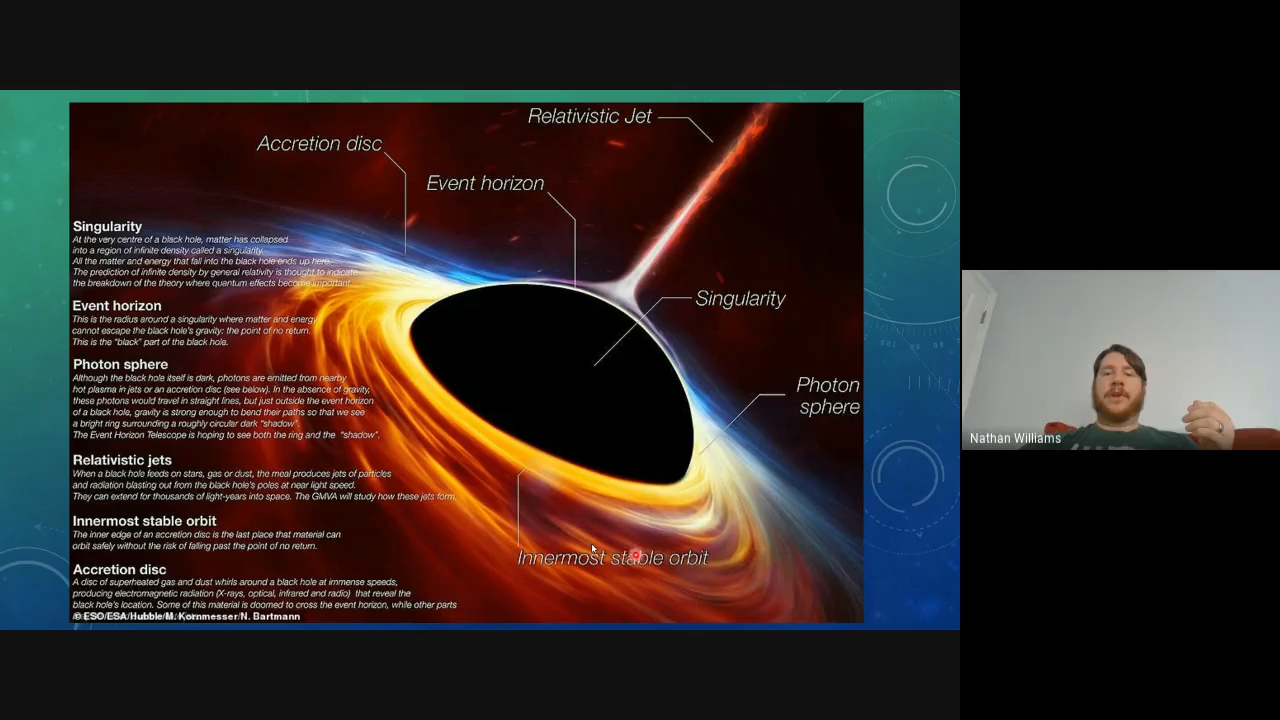 Relativistic Jet
Accretion disc
Event horizon
Singularity
Photon
sphere
Innermost stable orbit
Singularity
At the very centre of a black hole, matter has collapsed
into a region of infinite density called a singularity.
All the matter and energy that fall into the black hole ends up here.
The prediction of infinite density by general relativity is thought to indicate
the breakdown of the theory where quantum effects become important.
Event horizon
This is the radius around a singularity where matter and energy
cannot escape the black hole's gravity: the point of no return.
This is the "black" part of the black hole.
Photon sphere
Although the black hole itself is dark, photons are emitted from nearby
hot plasma in jets or an accretion disc (see below). In the absence of gravity,
these photons would travel in straight lines, but just outside the event horizon
of a black hole, gravity is strong enough to bend their paths so that we see
a bright ring surrounding a roughly circular dark "shadow".
The Event Horizon Telescope is hoping to see both the ring and the "shadow".
Relativistic jets
When a black hole feeds on stars, gas or dust, the meal produces jets of particles
and radiation blasting out from the black hole's poles at near light speed.
They can extend for thousands of light-years into space. The GMVA will study how these jets form.
Innermost stable orbit
The inner edge of an accretion disc is the last place that material can
orbit safely without the risk of falling past the point of no return.
Accretion disc
A disc of superheated gas and dust whirls around a black hole at immense speeds,
producing electromagnetic radiation (X-rays, optical, infrared and radio) that reveal the
black hole's location. Some of this material is doomed to cross the event horizon, while other parts
© ESO/ESA Hubble/M. Kornmesser/N. Bartmann
Nathan Williams